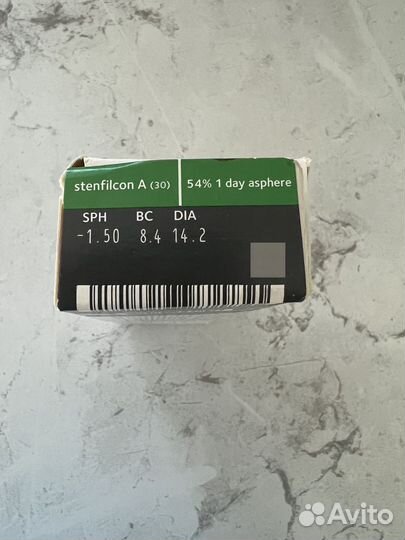 stenfilcon A (30) 54% 1 day asphere
SPH BC DIA
-1.50 8.4 14.2
Avito